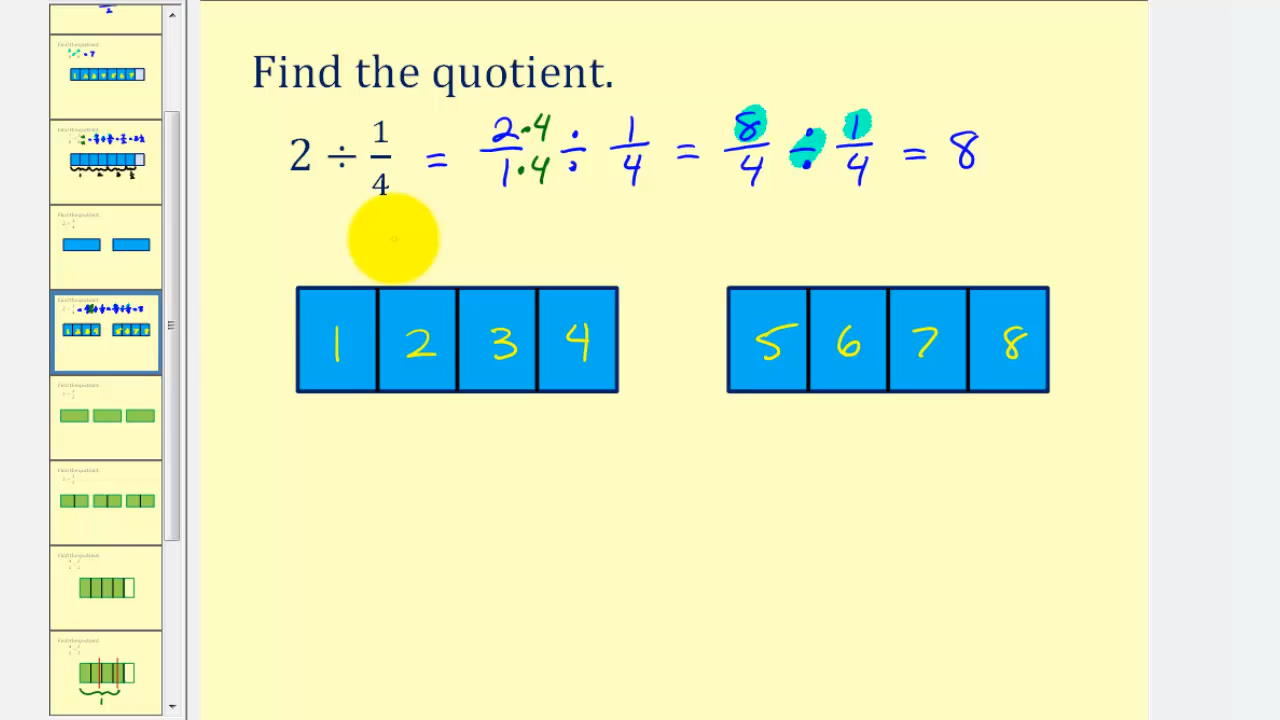 Find the quotient.
2 ÷ 1/4 = 2·4/1·4 ÷ 1/4 = 8/4 ÷ 1/4 = 8
1 2 3 4 5 6 7 8